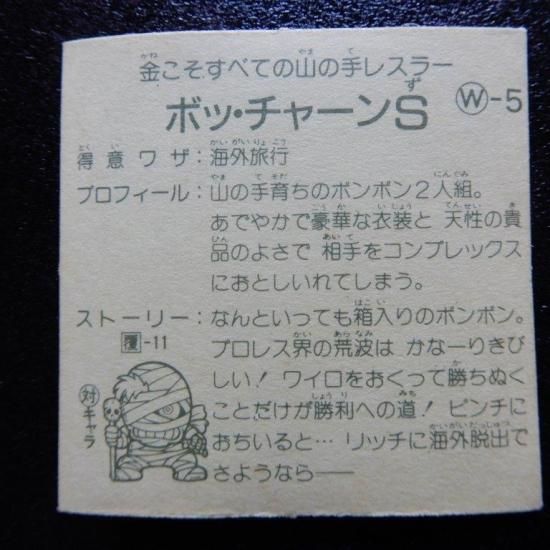 金こそすべての山の手レスラー
ボッ・チャーンS
W-5
得意ワザ：海外旅行
プロフィール：山の手育ちのボンボン2人組。
あでやかで豪華な衣装と 天性の貴
品のよさで 相手をコンプレックス
におとしいれてしまう。
ストーリー：なんといっても箱入りのボンボン。
プロレス界の荒波は かなーりきび
しい！ ワイロをおくって勝ちぬく
ことだけが勝利への道！ ピンチに
おちいると… リッチに海外脱出で
さようなら──
覆-11
対キャラ